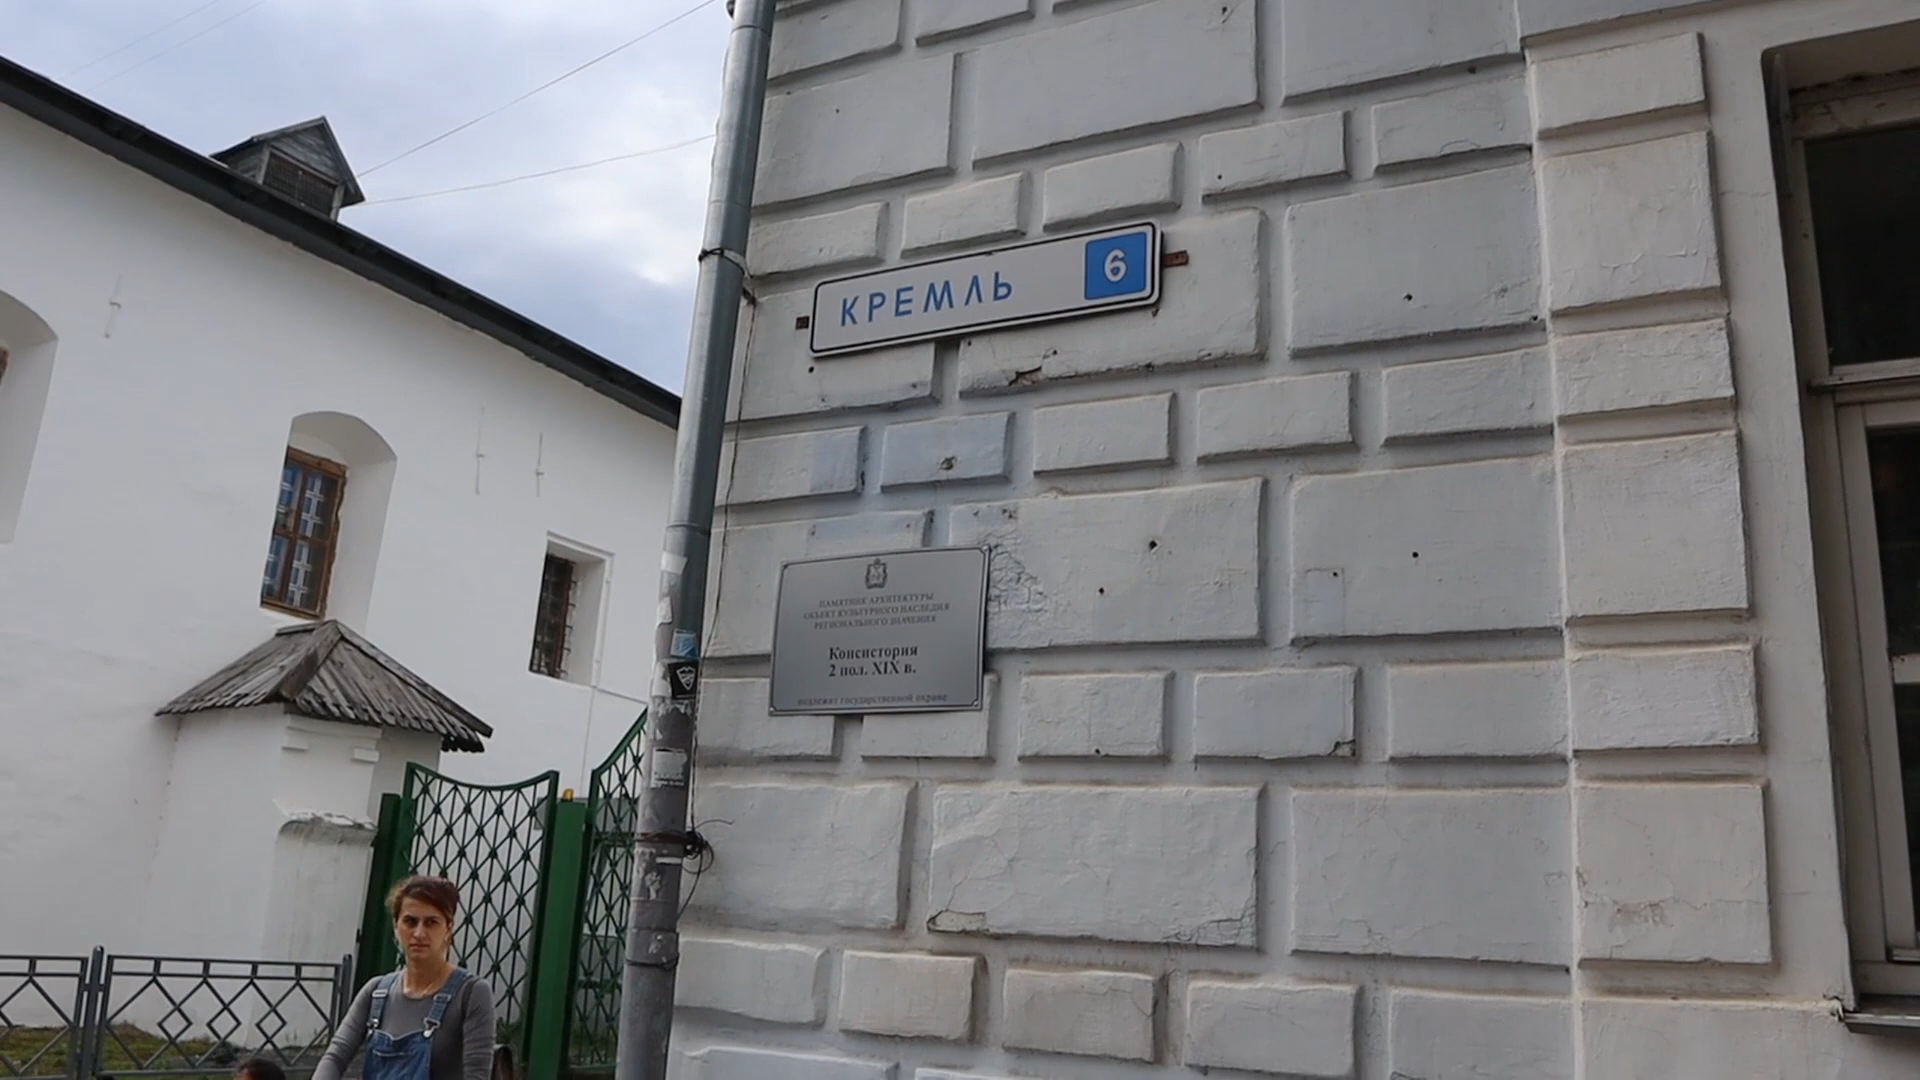 КРЕМЛЬ 6
ПАМЯТНИК АРХИТЕКТУРЫ
ОБЪЕКТ КУЛЬТУРНОГО НАСЛЕДИЯ
РЕГИОНАЛЬНОГО ЗНАЧЕНИЯ
Консистория
2 пол. XIX в.
подлежит государственной охране